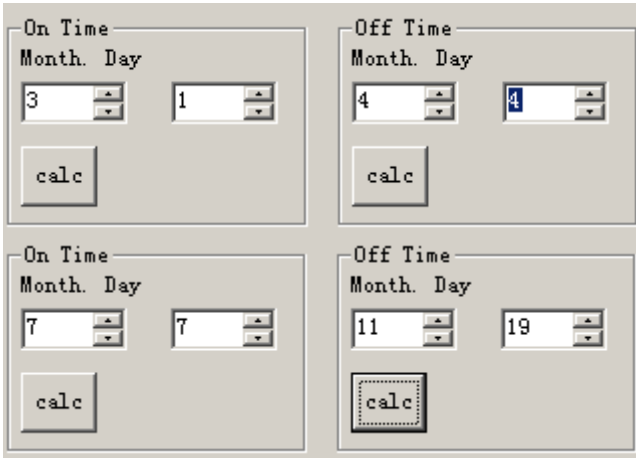 On Time
Month. Day
3 1
calc
Off Time
Month. Day
4 4
calc
On Time
Month. Day
7 7
calc
Off Time
Month. Day
11 19
calc